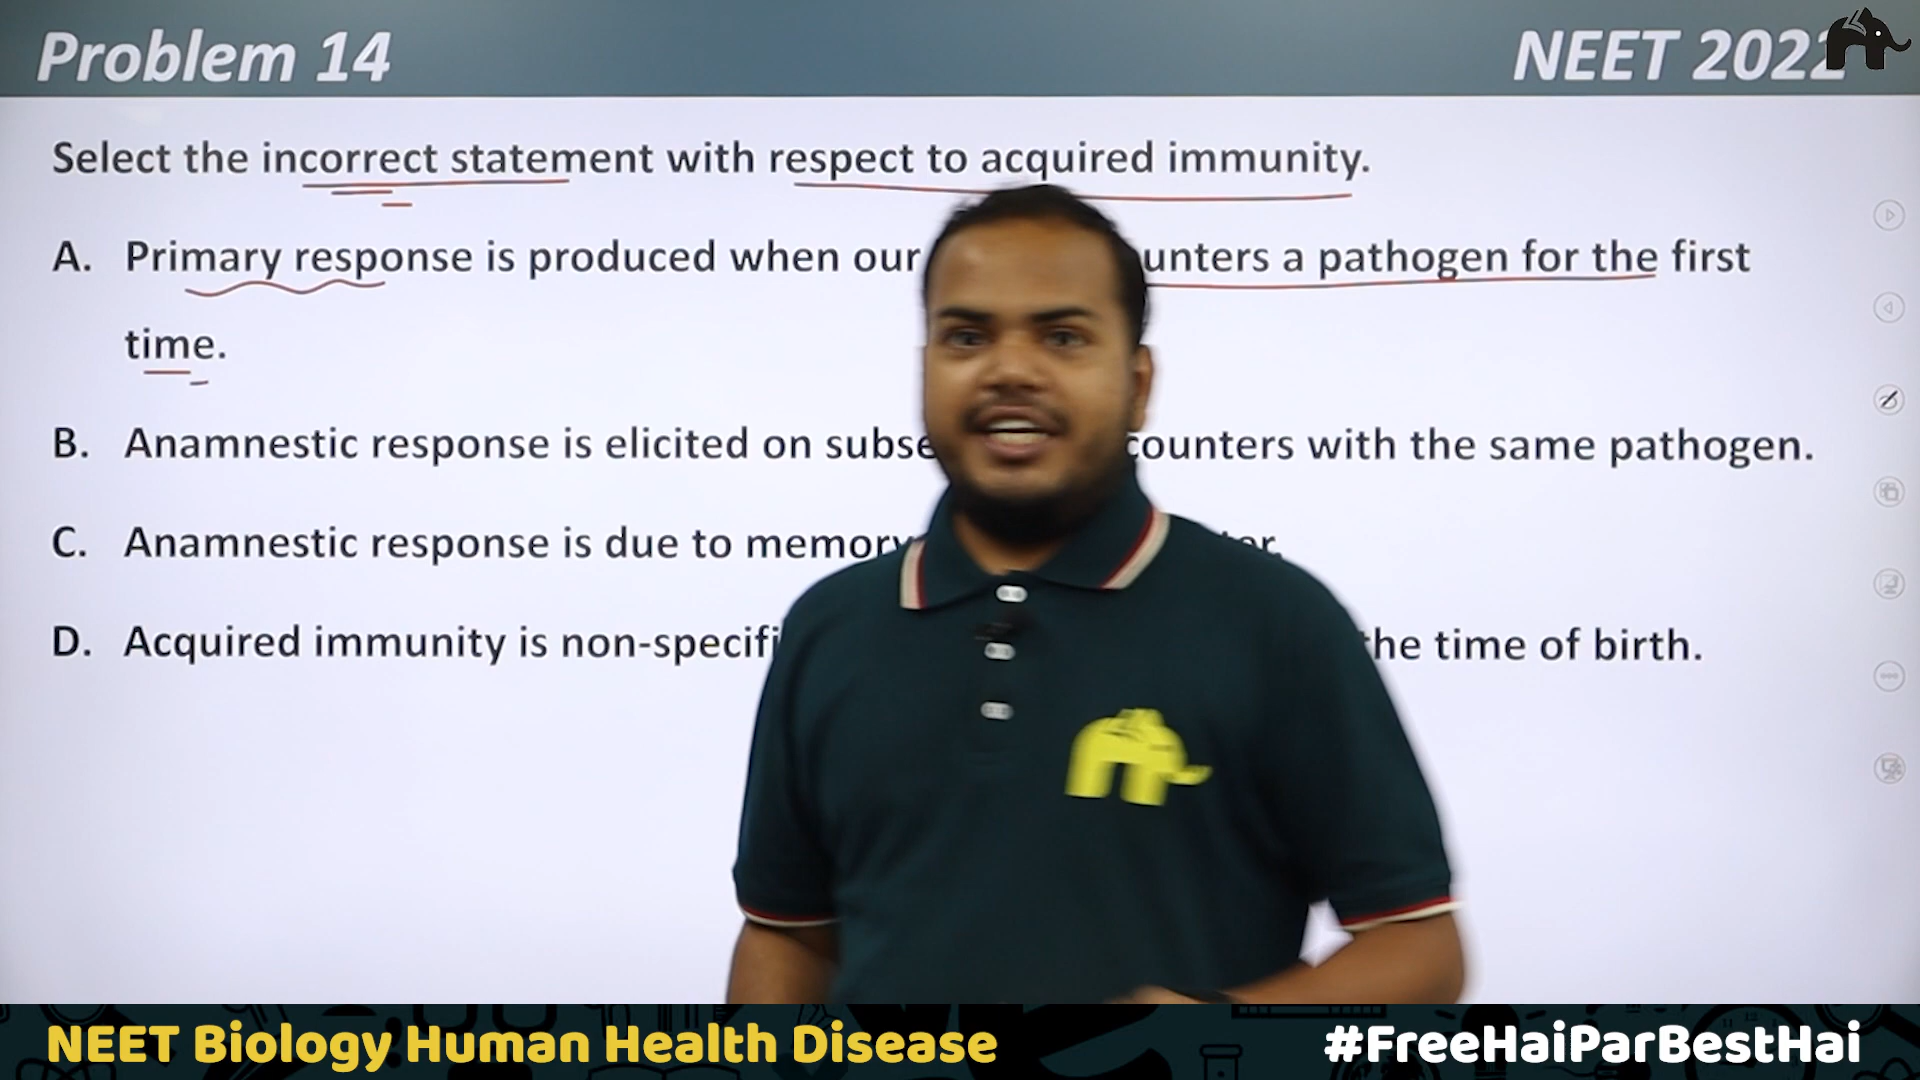 Problem 14
NEET 2022
Select the incorrect statement with respect to acquired immunity.
A. Primary response is produced when our unters a pathogen for the first
time.
B. Anamnestic response is elicited on subse counters with the same pathogen.
C. Anamnestic response is due to memory
D. Acquired immunity is non-specifi he time of birth.
NEET Biology Human Health Disease
#FreeHaiParBestHai